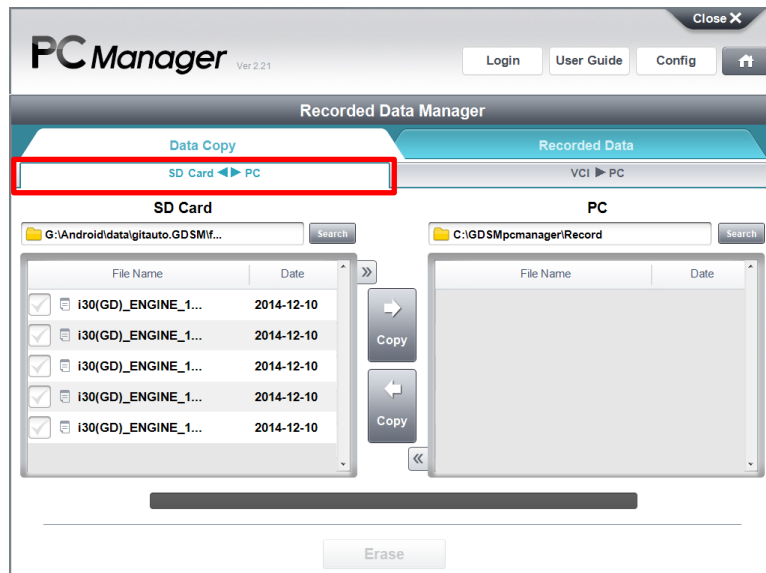 Close X
PC Manager Ver 2.21
Login User Guide Config
Recorded Data Manager
Data Copy Recorded Data
SD Card ◀▶ PC VCI ▶ PC
SD Card PC
G:\Android\data\gitauto.GDSM\f... Search C:\GDSMpcmanager\Record Search
File Name Date File Name Date
i30(GD)_ENGINE_1... 2014-12-10
i30(GD)_ENGINE_1... 2014-12-10
Copy
i30(GD)_ENGINE_1... 2014-12-10
i30(GD)_ENGINE_1... 2014-12-10
i30(GD)_ENGINE_1... 2014-12-10
Copy
Erase